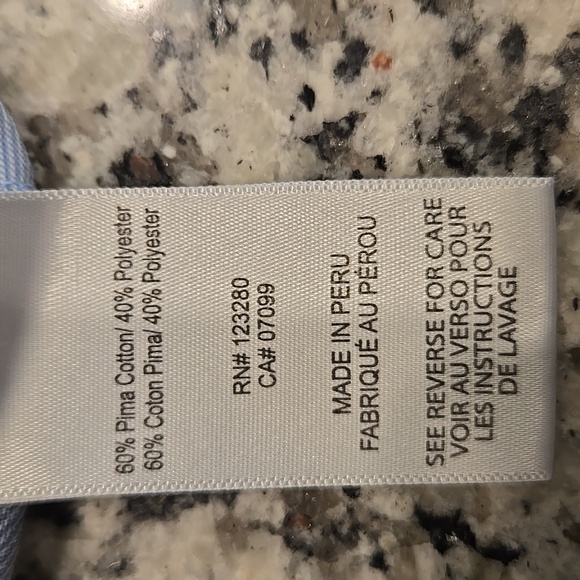 60% Pima Cotton/ 40% Polyester
60% Coton Pima/ 40% Polyester
RN# 123280
CA# 07099
MADE IN PERU
FABRIQUÉ AU PÉROU
SEE REVERSE FOR CARE
VOIR AU VERSO POUR
LES INSTRUCTIONS
DE LAVAGE